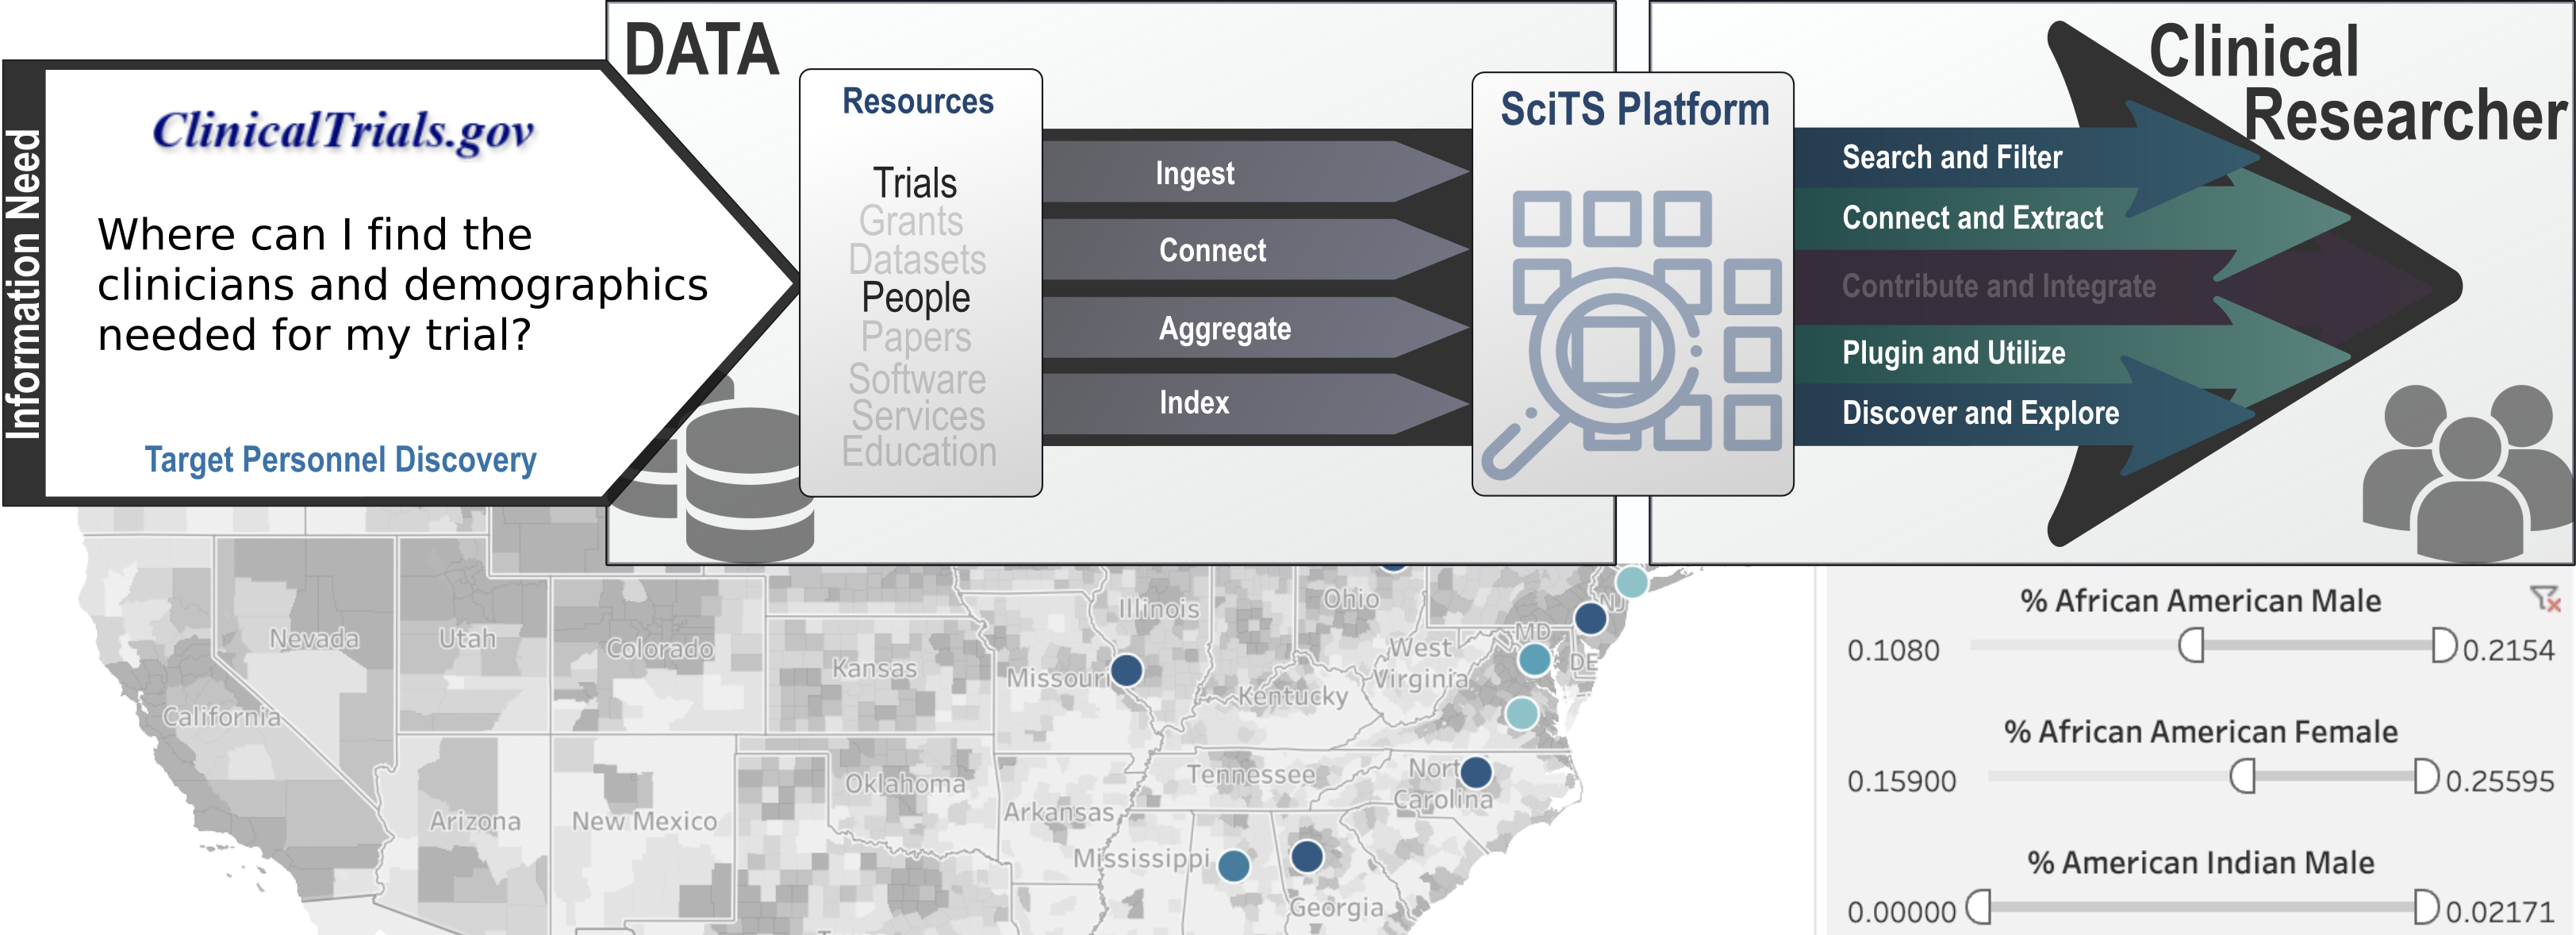 Information Need
ClinicalTrials.gov
Where can I find the
clinicians and demographics
needed for my trial?
Target Personnel Discovery
DATA
Resources
Trials
Grants
Datasets
People
Papers
Software
Services
Education
Ingest
Connect
Aggregate
Index
SciTS Platform
Clinical
Researcher
Search and Filter
Connect and Extract
Contribute and Integrate
Plugin and Utilize
Discover and Explore
Nevada
Utah
Colorado
California
Arizona
New Mexico
Kansas
Oklahoma
Illinois
Missouri
Arkansas
Mississippi
Ohio
Kentucky
Tennessee
West
Virginia
MD
DE
NJ
Carolina
Georgia
% African American Male
0.1080 0.2154
% African American Female
0.15900 0.25595
% American Indian Male
0.00000 0.02171